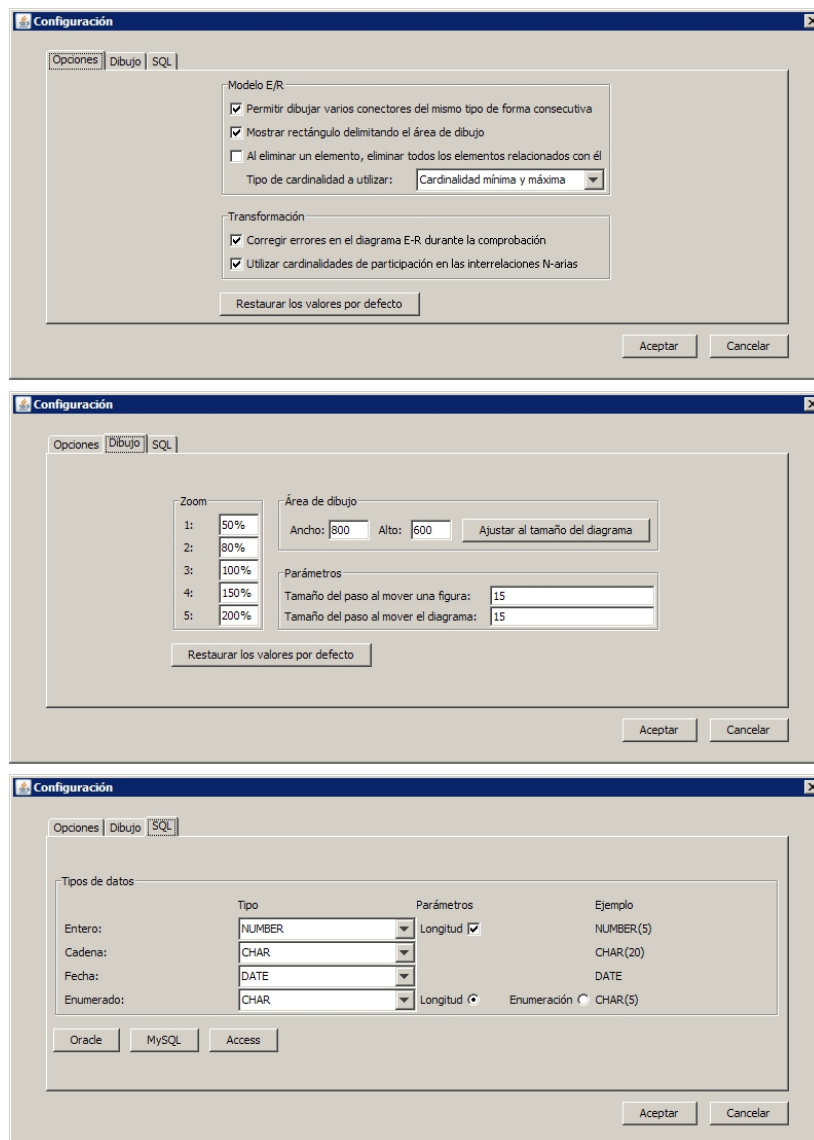 Configuración
Opciones Dibujo SQL
Modelo E/R
Permitir dibujar varios conectores del mismo tipo de forma consecutiva
Mostrar rectángulo delimitando el área de dibujo
Al eliminar un elemento, eliminar todos los elementos relacionados con él
Tipo de cardinalidad a utilizar: Cardinalidad mínima y máxima
Transformación
Corregir errores en el diagrama E-R durante la comprobación
Utilizar cardinalidades de participación en las interrelaciones N-arias
Restaurar los valores por defecto
Aceptar Cancelar
Configuración
Opciones Dibujo SQL
Zoom
1: 50%
2: 80%
3: 100%
4: 150%
5: 200%
Área de dibujo
Ancho: 800 Alto: 600 Ajustar al tamaño del diagrama
Parámetros
Tamaño del paso al mover una figura: 15
Tamaño del paso al mover el diagrama: 15
Restaurar los valores por defecto
Aceptar Cancelar
Configuración
Opciones Dibujo SQL
Tipos de datos
Tipo Parámetros Ejemplo
Entero: NUMBER Longitud NUMBER(5)
Cadena: CHAR CHAR(20)
Fecha: DATE DATE
Enumerado: CHAR Longitud Enumeración CHAR(5)
Oracle MySQL Access
Aceptar Cancelar